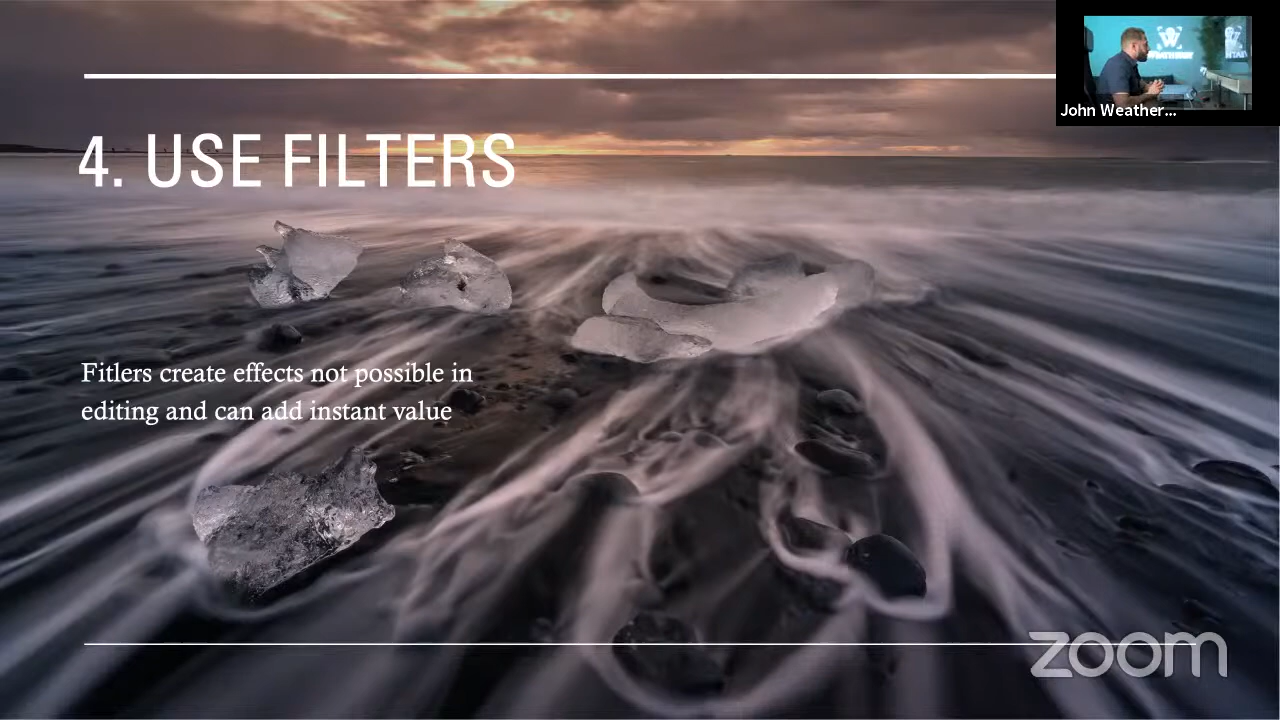 4. USE FILTERS
Fitlers create effects not possible in
editing and can add instant value
John Weather...
zoom